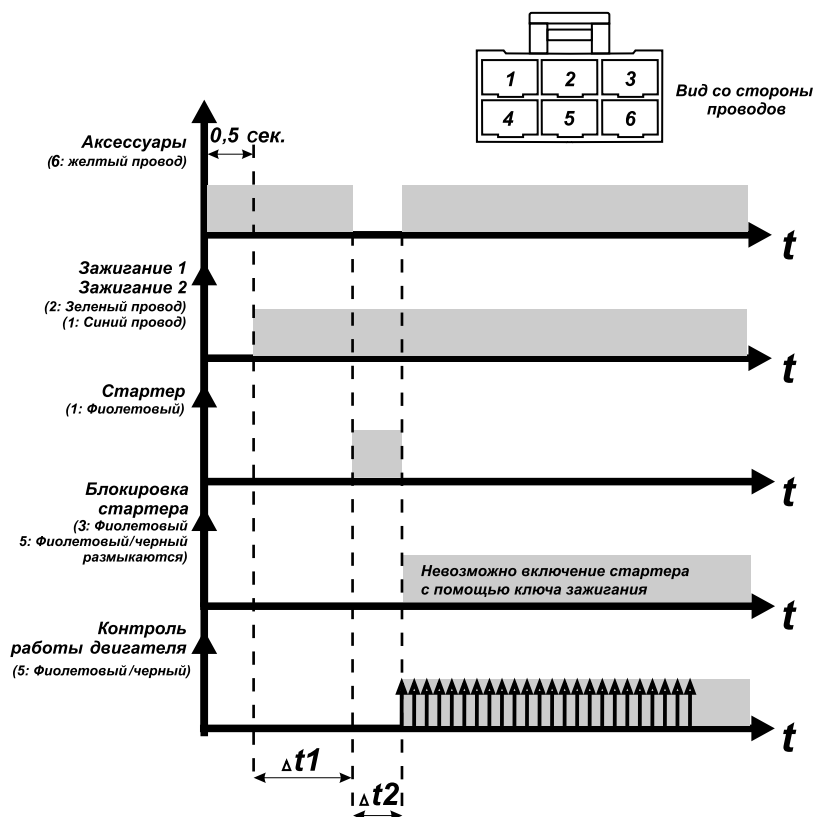 1 2 3
4 5 6
Вид со стороны
проводов
Аксессуары
(6: желтый провод)
0,5 сек.
t
Зажигание 1
Зажигание 2
(2: Зеленый провод)
(1: Синий провод)
t
Стартер
(1: Фиолетовый)
t
Блокировка
стартера
(3: Фиолетовый
5: Фиолетовый/черный
размыкаются)
Невозможно включение стартера
с помощью ключа зажигания
t
Контроль
работы двигателя
(5: Фиолетовый/черный)
t
Δt1
Δt2